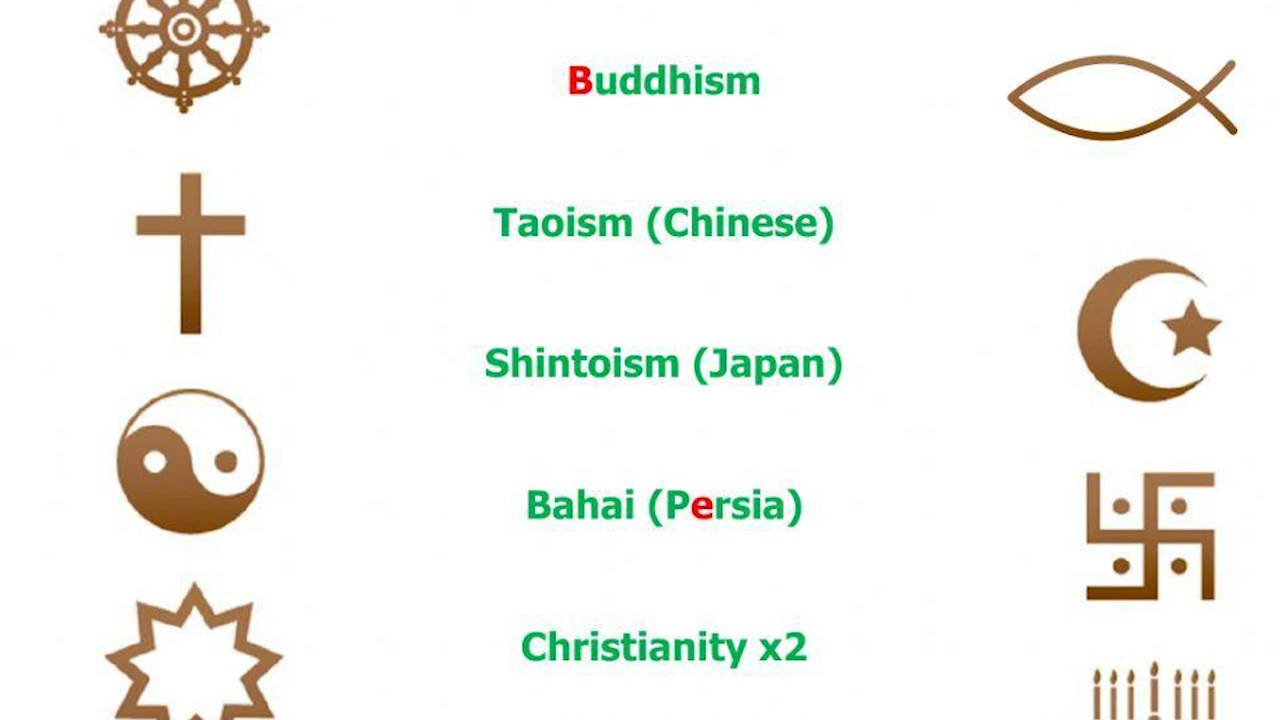 Buddhism
Taoism (Chinese)
Shintoism (Japan)
Bahai (Persia)
Christianity x2